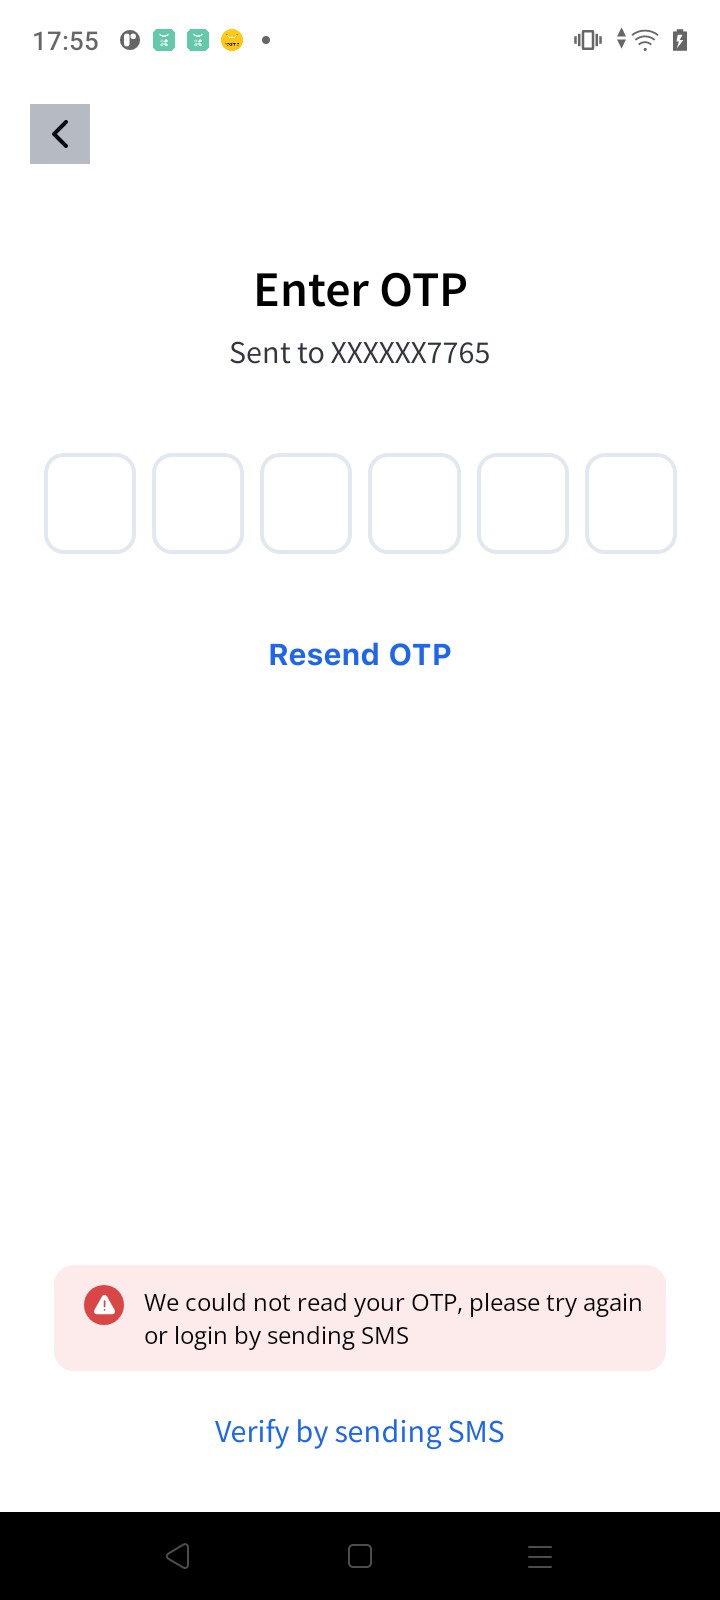 17:55
Enter OTP
Sent to XXXXXX7765
Resend OTP
We could not read your OTP, please try again
or login by sending SMS
Verify by sending SMS